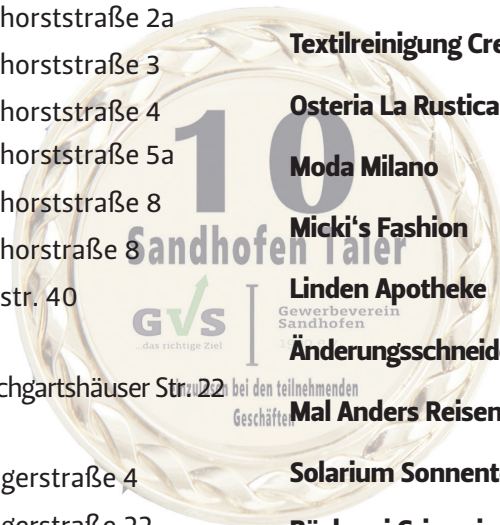 horststraße 2a
horststraße 3
horststraße 4
horststraße 5a
horststraße 8
horstraße 8
str. 40
chgartshäuser Str. 22
gerstraße 4
Textilreinigung Cre
Osteria La Rustica
Moda Milano
Micki‘s Fashion
Linden Apotheke
Änderungsschneide
Mal Anders Reisen
Solarium Sonnent
10
Sandhofen Taler
GVS
...das richtige Ziel
Gewerbeverein
Sandhofen
bei den teilnehmenden
Geschäften